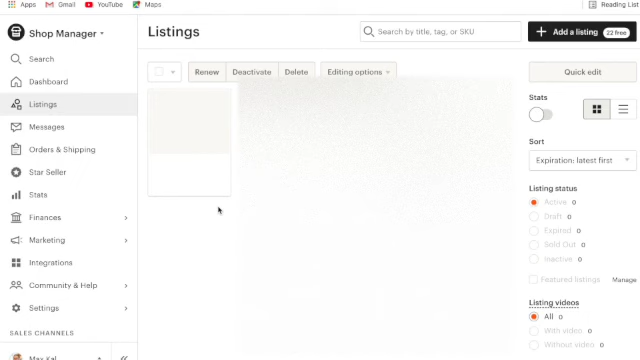 Apps Gmail YouTube Maps Reading List
Shop Manager
Listings
Search by title, tag, or SKU
Add a listing 22 free
Search
Dashboard
Listings
Messages
Orders & Shipping
Star Seller
Stats
Finances
Marketing
Integrations
Community & Help
Settings
SALES CHANNELS
Max Kal
Renew Deactivate Delete Editing options
Quick edit
Stats
Sort
Expiration: latest first
Listing status
Active 0
Draft 0
Expired 0
Sold Out 0
Inactive 0
Featured listings Manage
Listing videos
All 0
With video 0
Without video 0